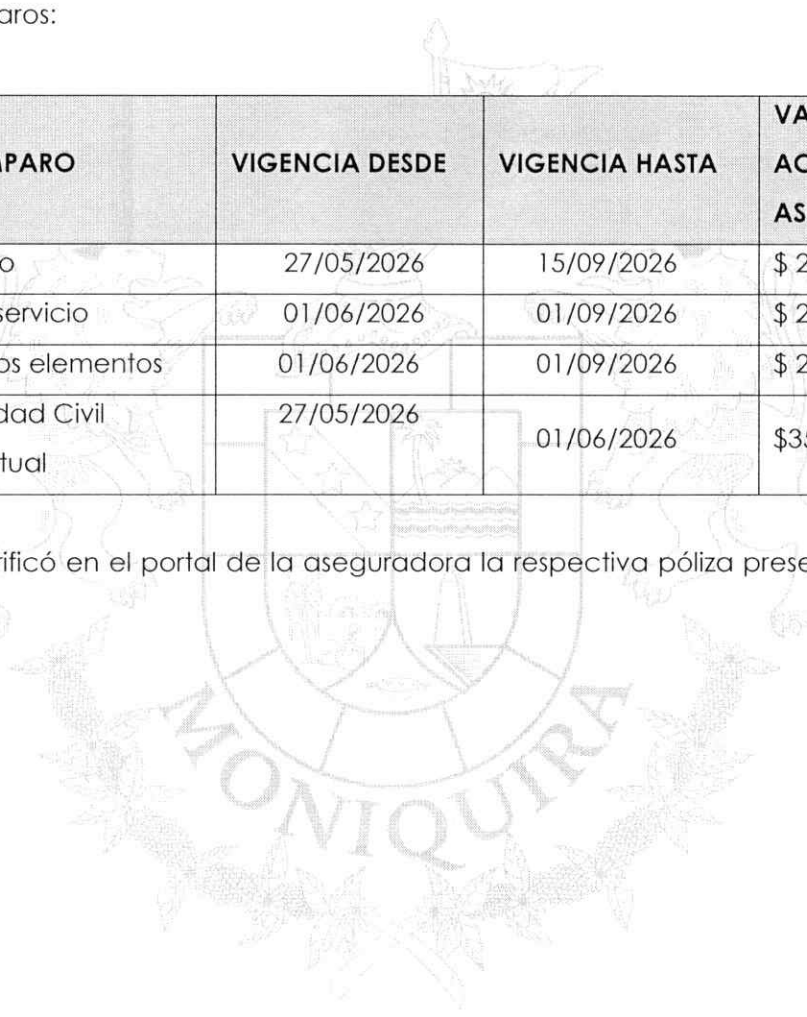 aros:
MPARO VIGENCIA DESDE VIGENCIA HASTA VA
AC
AS
o 27/05/2026 15/09/2026 $ 2
servicio 01/06/2026 01/09/2026 $ 2
os elementos 01/06/2026 01/09/2026 $ 2
dad Civil 27/05/2026
tual 01/06/2026 $35
rificó en el portal de la aseguradora la respectiva póliza prese
MONIQUIRA